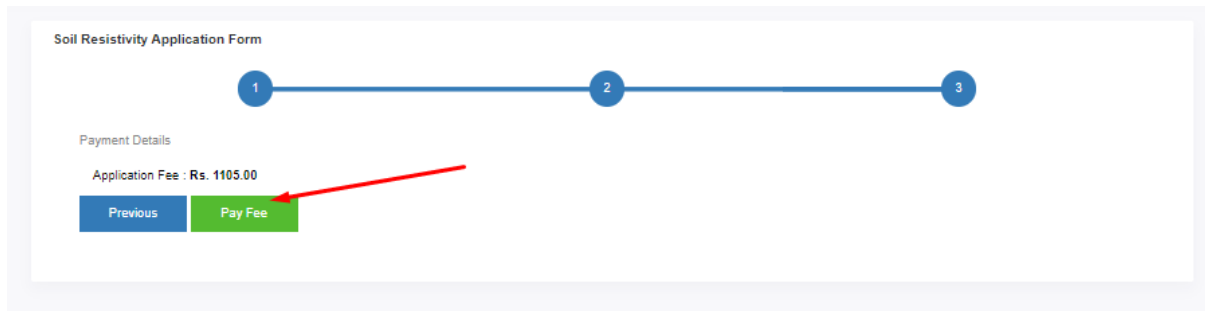 Soil Resistivity Application Form
1 2 3
Payment Details
Application Fee : Rs. 1105.00
Previous Pay Fee